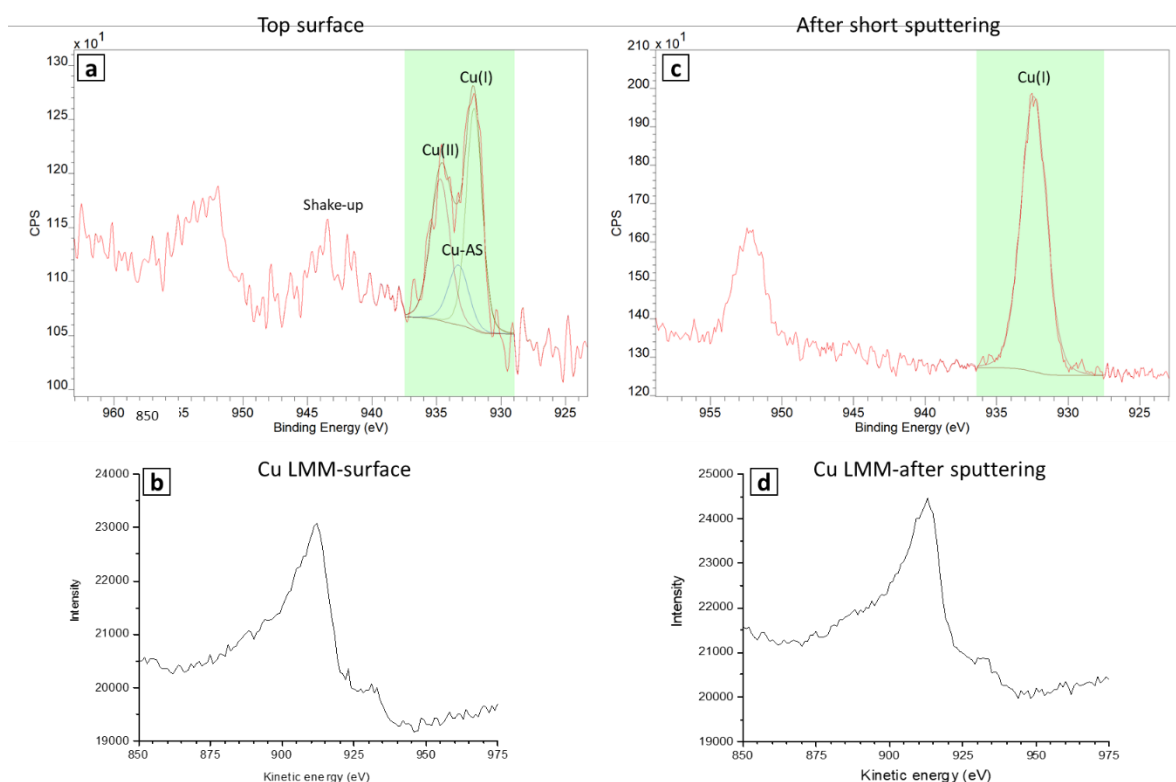 Top surface
After short sputtering
130 x 10¹
a
Cu(I)
125
Cu(II)
120
Shake-up
115
Cu-AS
110
105
100
CPS
960 850 55 950 945 940 935 930 925
Binding Energy (eV)
210 x 10¹
c
Cu(I)
200
190
180
170
160
150
140
130
120
CPS
955 950 945 940 935 930 925
Binding Energy (eV)
Cu LMM-surface
b
24000
23000
22000
21000
20000
19000
Intensity
850 875 900 925 950 975
Kinetic energy (eV)
Cu LMM-after sputtering
d
25000
24000
23000
22000
21000
20000
19000
Intensity
850 875 900 925 950 975
Kinetic energy (eV)